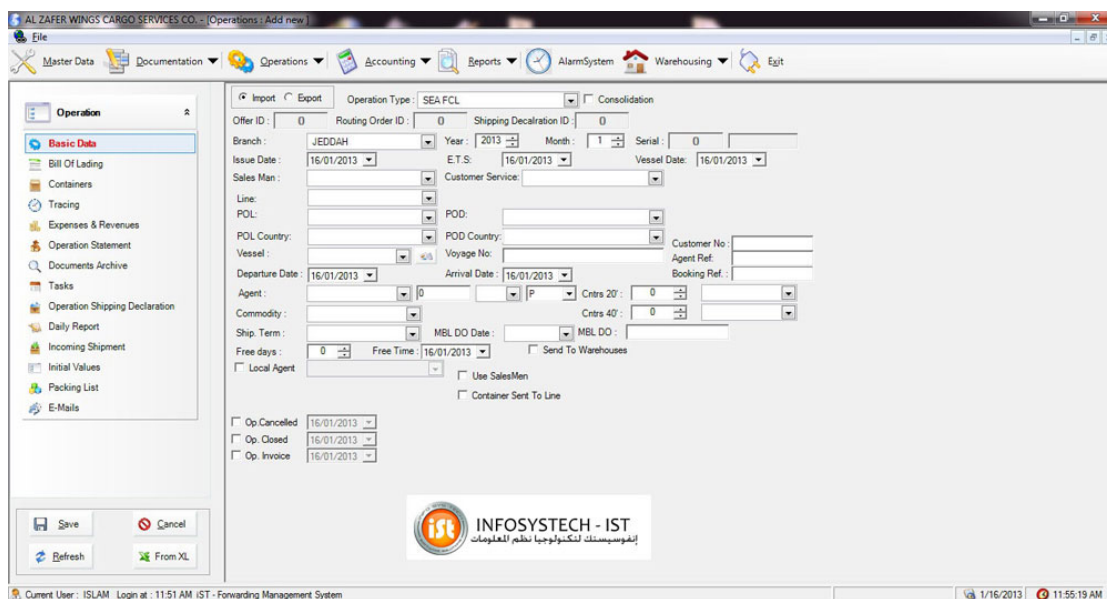 AL ZAFER WINGS CARGO SERVICES CO. - [Operations : Add new ]
File
Master Data Documentation Operations Accounting Reports AlarmSystem Warehousing Exit
Operation
Basic Data
Bill Of Lading
Containers
Tracing
Expenses & Revenues
Operation Statement
Documents Archive
Tasks
Operation Shipping Declaration
Daily Report
Incoming Shipment
Initial Values
Packing List
E-Mails
Save Cancel
Refresh From XL
Import Export Operation Type : SEA FCL Consolidation
Offer ID : 0 Routing Order ID : 0 Shipping Decalration ID : 0
Branch : JEDDAH Year : 2013 Month : 1 Serial : 0
Issue Date : 16/01/2013 E.T.S: 16/01/2013 Vessel Date: 16/01/2013
Sales Man : Customer Service:
Line:
POL: POD:
POL Country: POD Country: Customer No :
Vessel : Voyage No: Agent Ref:
Departure Date : 16/01/2013 Arrival Date : 16/01/2013 Booking Ref. :
Agent : 0 P Cntrs 20' : 0
Commodity : Cntrs 40' : 0
Ship. Term : MBL DO Date : MBL DO :
Free days : 0 Free Time : 16/01/2013 Send To Warehouses
Local Agent
Use SalesMen
Container Sent To Line
Op.Cancelled 16/01/2013
Op. Closed 16/01/2013
Op. Invoice 16/01/2013
iST INFOSYSTECH - IST
إنفوسيستك لتكنولوجيا نظم المعلومات
Current User : ISLAM Login at : 11:51 AM iST - Forwarding Management System 1/16/2013 11:55:19 AM